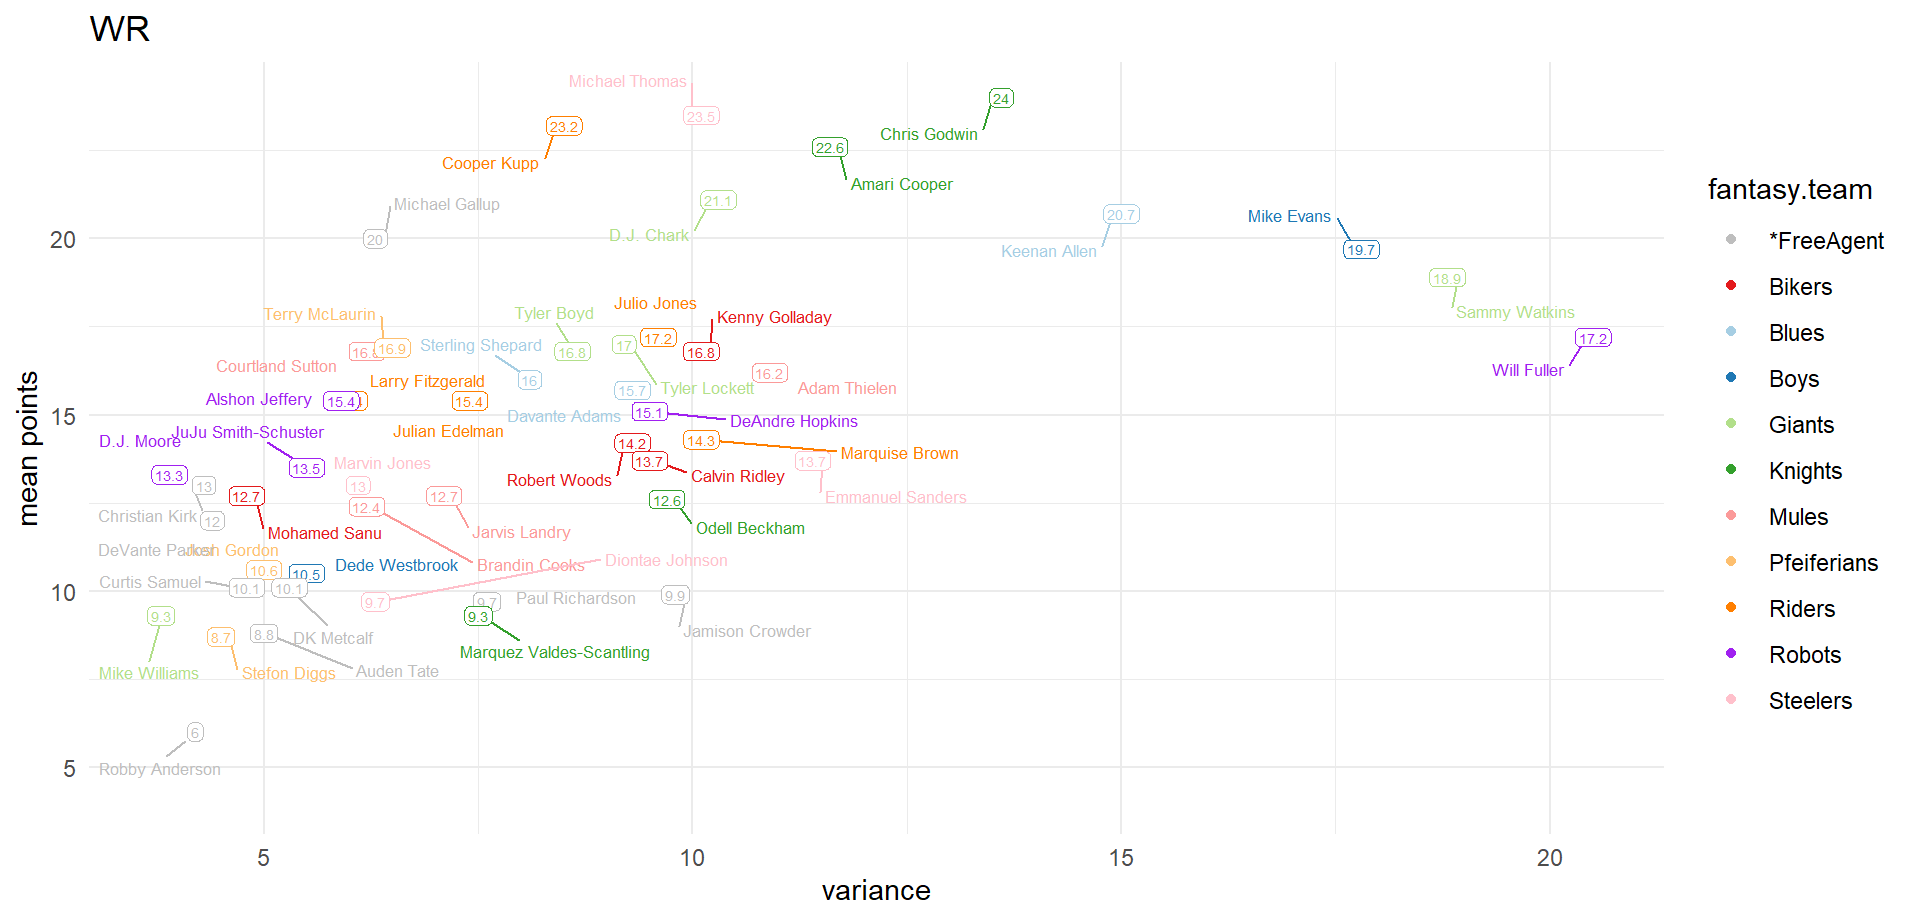 WR
Michael Thomas
23.5
24
Chris Godwin
23.2
Cooper Kupp
22.6
Amari Cooper
Michael Gallup
20
21.1
D.J. Chark
20.7
Keenan Allen
Mike Evans
19.7
18.9
Sammy Watkins
17.2
Will Fuller
Terry McLaurin
16.9
Courtland Sutton
Tyler Boyd
16.8
Sterling Shepard
16
Julio Jones
17.2
17
Tyler Lockett
Kenny Golladay
16.8
16.2
Adam Thielen
15.7
Davante Adams
Larry Fitzgerald
Alshon Jeffery
15.4
15.4
Julian Edelman
15.1
DeAndre Hopkins
JuJu Smith-Schuster
13.5
D.J. Moore
13.3
14.3
Marquise Brown
14.2
Robert Woods
13.7
Calvin Ridley
13.7
Emmanuel Sanders
Marvin Jones
13
13
Christian Kirk
12
12.7
Mohamed Sanu
12.4
Brandin Cooks
12.7
Jarvis Landry
12.6
Odell Beckham
DeVante Parker
Josh Gordon
10.6
10.5
Dede Westbrook
Curtis Samuel
10.1
10.1
DK Metcalf
Diontae Johnson
9.7
9.7
Paul Richardson
9.3
Marquez Valdes-Scantling
9.9
Jamison Crowder
9.3
Mike Williams
8.7
Stefon Diggs
8.8
Auden Tate
6
Robby Anderson
mean points
20
15
10
5
5
10
15
20
variance
fantasy.team
*FreeAgent
Bikers
Blues
Boys
Giants
Knights
Mules
Pfeiferians
Riders
Robots
Steelers